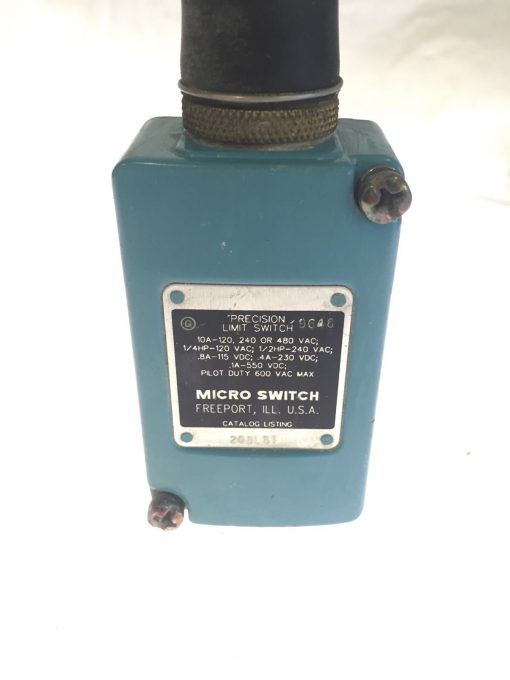 "PRECISION
LIMIT SWITCH
10A-120, 240 OR 480 VAC;
1/4HP-120 VAC; 1/2HP-240 VAC;
.8A-115 VDC; .4A-230 VDC;
.1A-550 VDC;
PILOT DUTY 600 VAC MAX
MICRO SWITCH
FREEPORT, ILL. U.S.A.
CATALOG LISTING